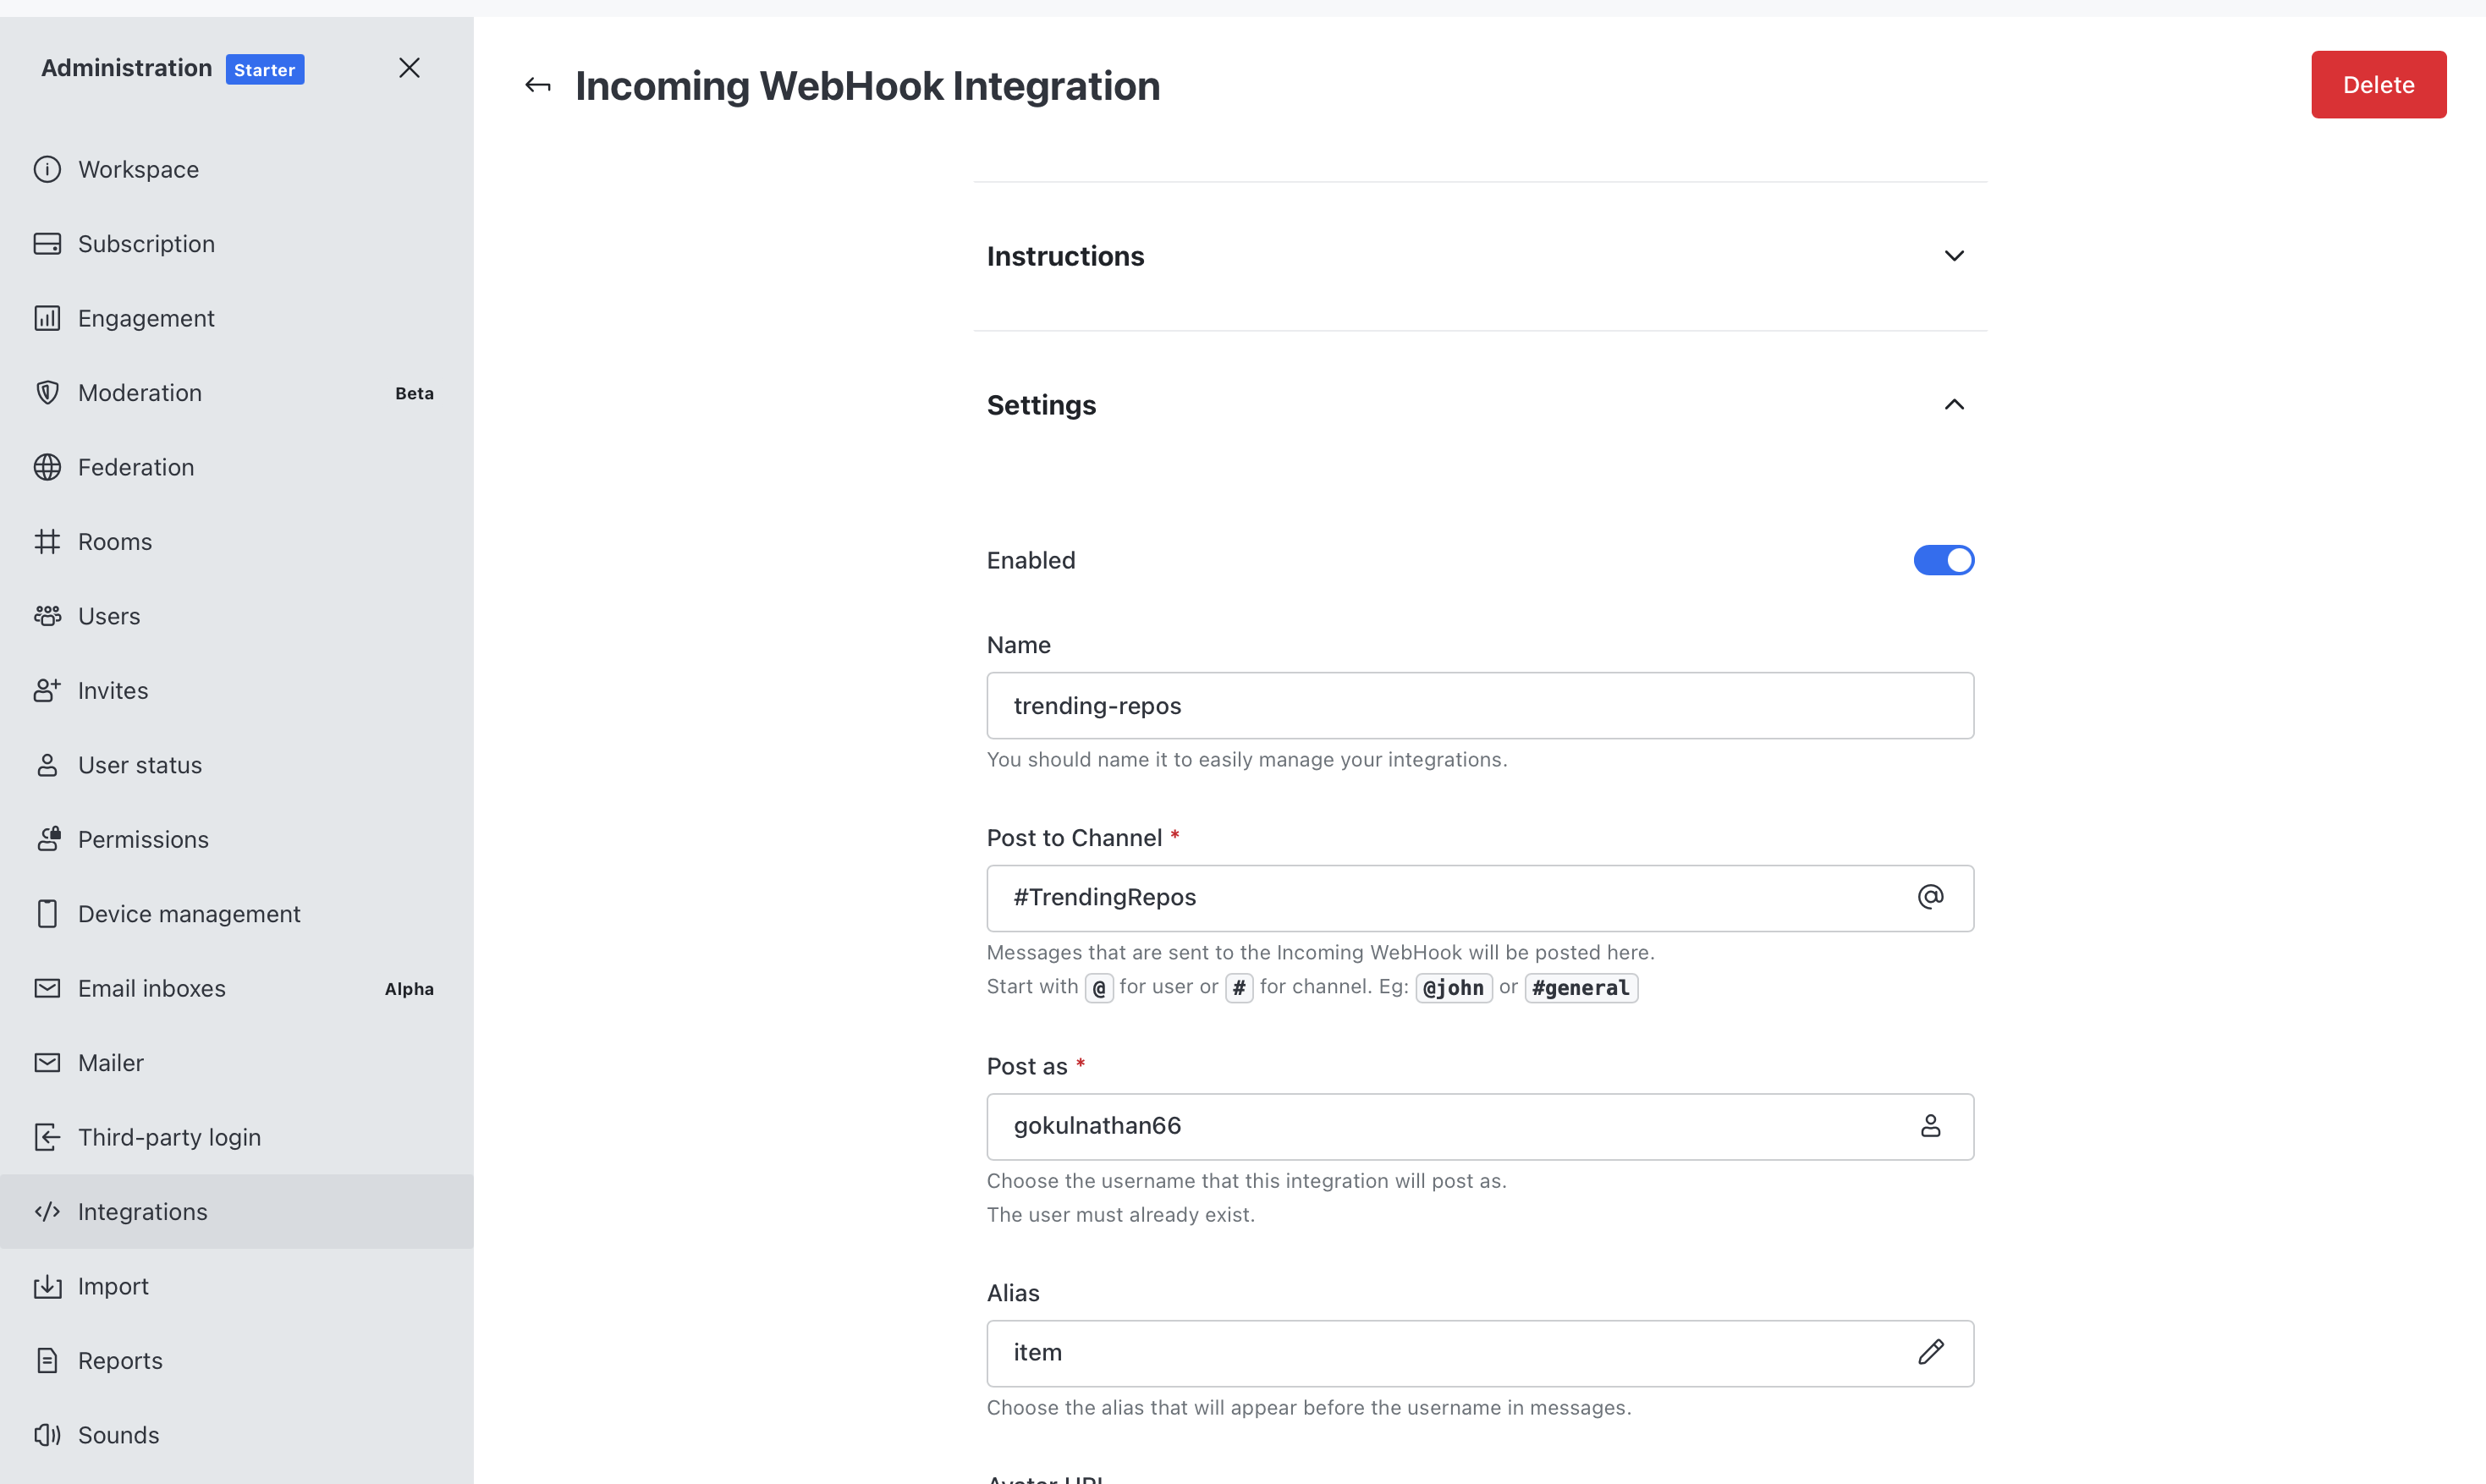 Administration Starter
Workspace
Subscription
Engagement
Moderation Beta
Federation
Rooms
Users
Invites
User status
Permissions
Device management
Email inboxes Alpha
Mailer
Third-party login
Integrations
Import
Reports
Sounds
Incoming WebHook Integration
Delete
Instructions
Settings
Enabled
Name
trending-repos
You should name it to easily manage your integrations.
Post to Channel *
#TrendingRepos
Messages that are sent to the Incoming WebHook will be posted here.
Start with @ for user or # for channel. Eg: @john or #general
Post as *
gokulnathan66
Choose the username that this integration will post as.
The user must already exist.
Alias
item
Choose the alias that will appear before the username in messages.
Avatar URL